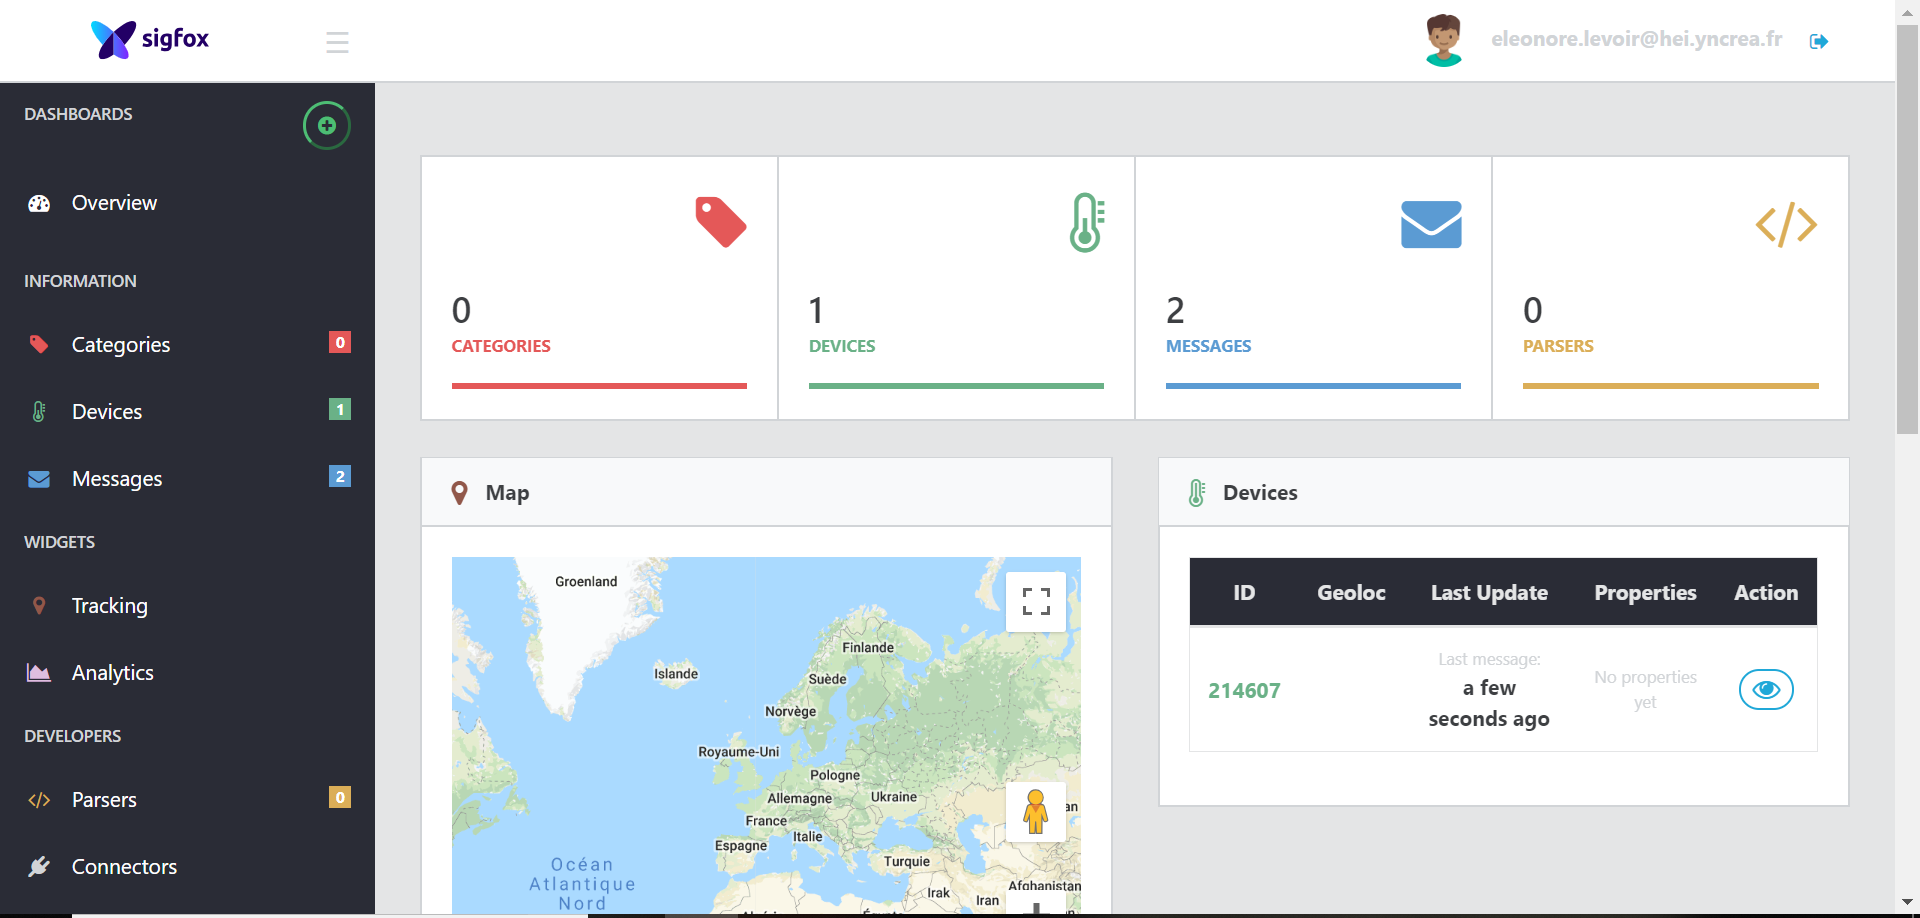 sigfox
eleonore.levoir@hei.yncrea.fr
DASHBOARDS
Overview
INFORMATION
Categories 0
Devices 1
Messages 2
WIDGETS
Tracking
Analytics
DEVELOPERS
Parsers 0
Connectors
0
CATEGORIES
1
DEVICES
2
MESSAGES
0
PARSERS
Map
Groenland
Finlande
Islande
Suède
Norvège
Royaume-Uni
Pologne
Allemagne
Ukraine
France
Italie
Espagne
Turquie
Océan
Atlantique
Nord
Irak
Iran
Afghanistan
Devices
ID Geoloc Last Update Properties Action
214607
Last message:
a few
seconds ago
No properties
yet